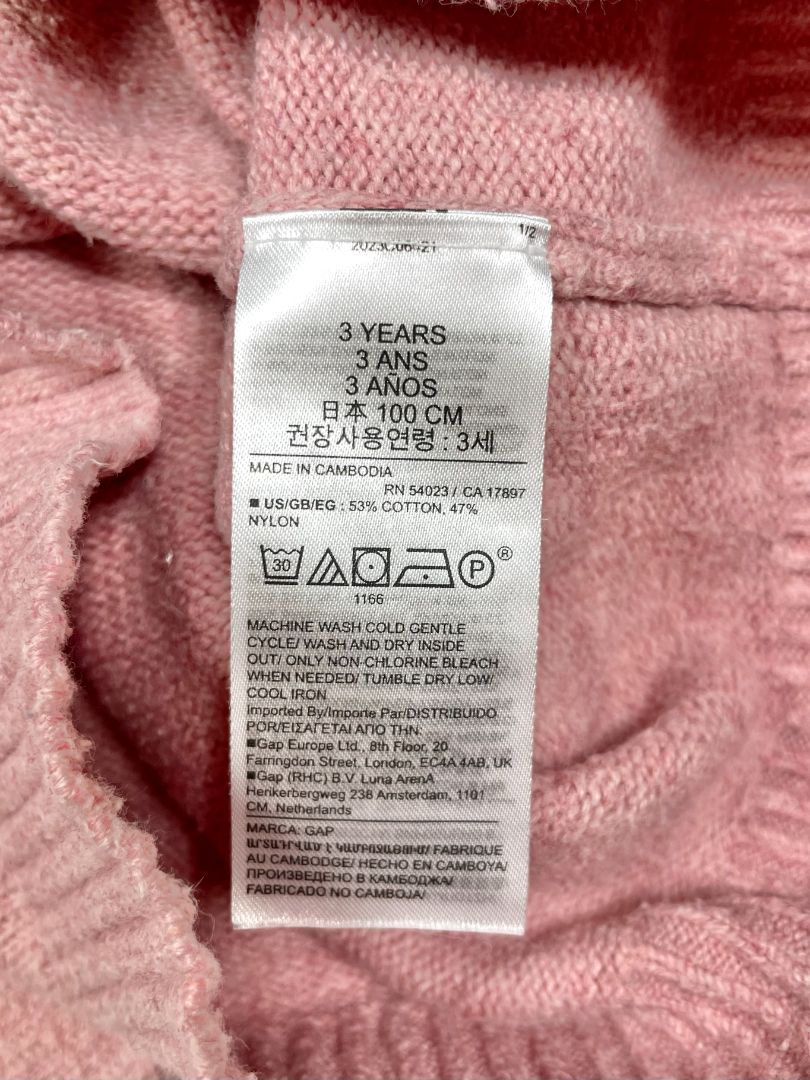 1/2
3 YEARS
3 ANS
3 AÑOS
日本 100 CM
권장사용연령 : 3세
MADE IN CAMBODIA
RN 54023 / CA 17897
■ US/GB/EG : 53% COTTON, 47%
NYLON
30 P ®
1166
MACHINE WASH COLD GENTLE
CYCLE/ WASH AND DRY INSIDE
OUT/ ONLY NON-CHLORINE BLEACH
WHEN NEEDED/ TUMBLE DRY LOW/
COOL IRON
Imported By/Importe Par/DISTRIBUIDO
POR/ΕΙΣΑΓΕΤΑΙ ΑΠΟ ΤΗΝ:
■Gap Europe Ltd., 8th Floor, 20
Farringdon Street, London, EC4A 4AB, UK
■Gap (RHC) B.V. Luna ArenA
Herikerbergweg 238 Amsterdam, 1101
CM, Netherlands
MARCA: GAP
ԱՐՏԱԴՐՎԱԾ Է ԿԱՄԲՈՋԱՅՈՒՄ/ FABRIQUE
AU CAMBODGE/ HECHO EN CAMBOYA/
ПРОИЗВЕДЕНО В КАМБОДЖА/
FABRICADO NO CAMBOJA/